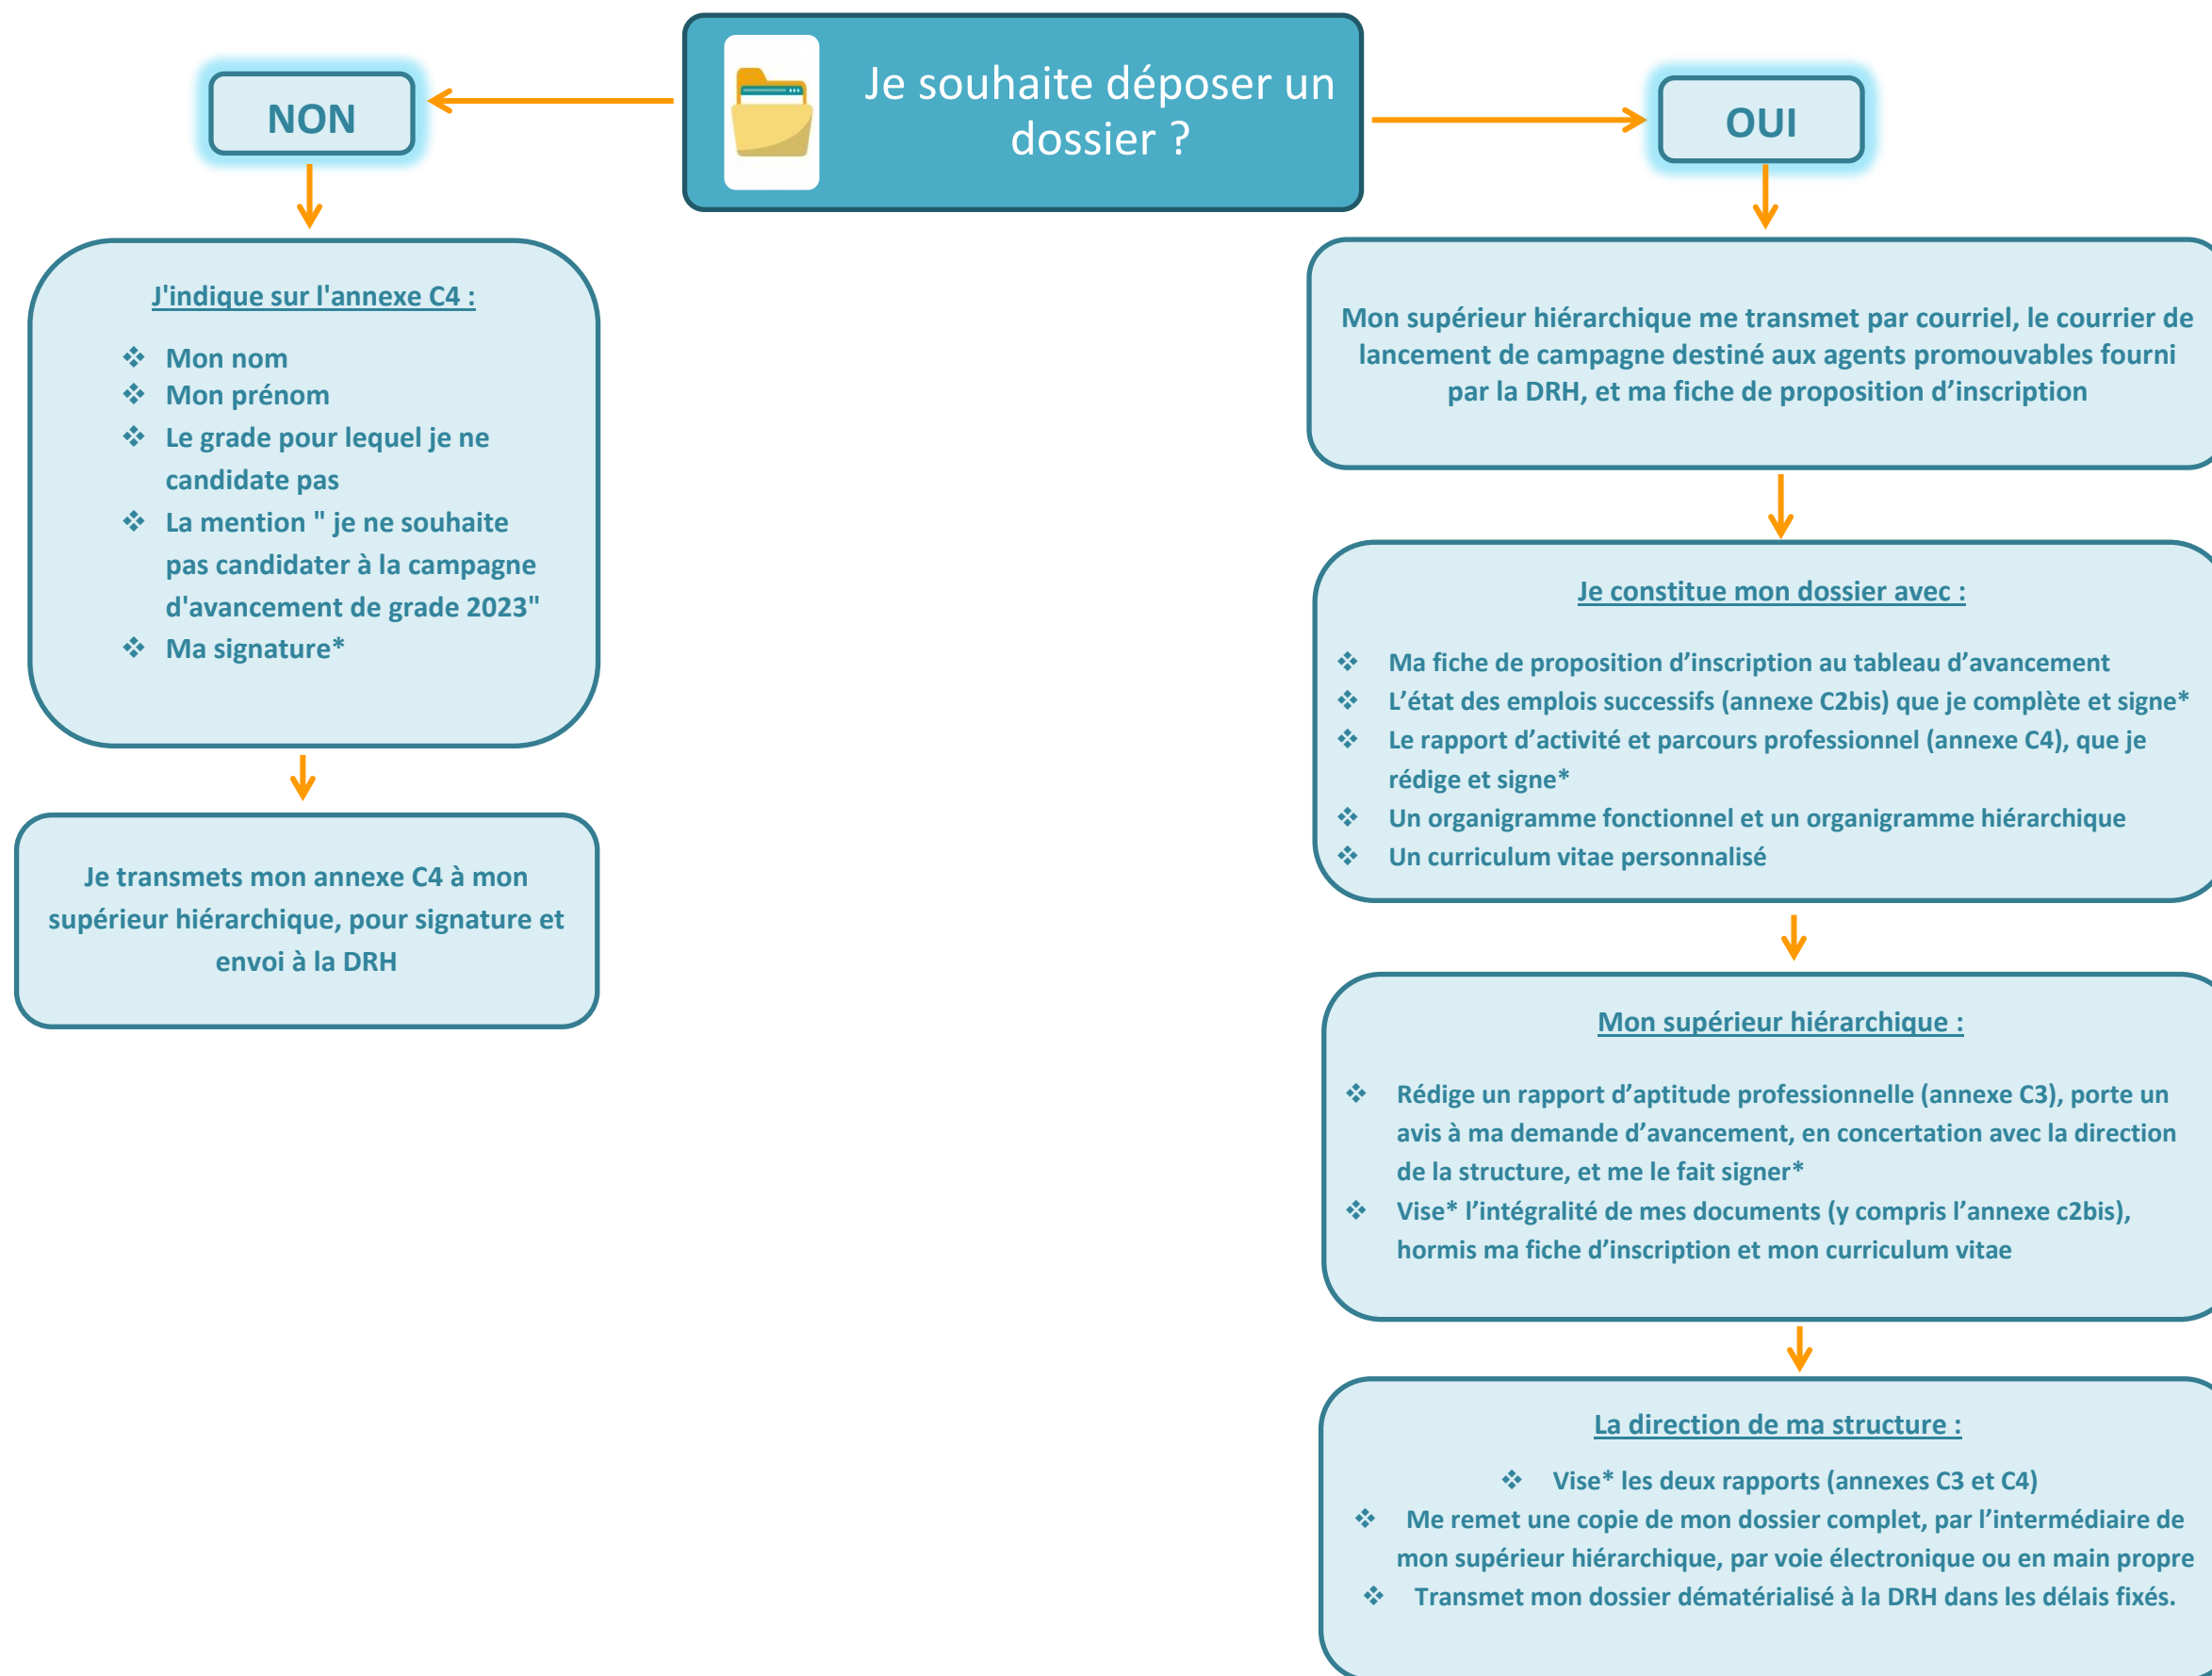 Je souhaite déposer un
dossier ?
NON
J'indique sur l'annexe C4 :
❖ Mon nom
❖ Mon prénom
❖ Le grade pour lequel je ne
candidate pas
❖ La mention " je ne souhaite
pas candidater à la campagne
d'avancement de grade 2023"
❖ Ma signature*
Je transmets mon annexe C4 à mon
supérieur hiérarchique, pour signature et
envoi à la DRH
OUI
Mon supérieur hiérarchique me transmet par courriel, le courrier de
lancement de campagne destiné aux agents promouvables fourni
par la DRH, et ma fiche de proposition d’inscription
Je constitue mon dossier avec :
❖ Ma fiche de proposition d’inscription au tableau d’avancement
❖ L’état des emplois successifs (annexe C2bis) que je complète et signe*
❖ Le rapport d’activité et parcours professionnel (annexe C4), que je
rédige et signe*
❖ Un organigramme fonctionnel et un organigramme hiérarchique
❖ Un curriculum vitae personnalisé
Mon supérieur hiérarchique :
❖ Rédige un rapport d’aptitude professionnelle (annexe C3), porte un
avis à ma demande d’avancement, en concertation avec la direction
de la structure, et me le fait signer*
❖ Vise* l’intégralité de mes documents (y compris l’annexe c2bis),
hormis ma fiche d’inscription et mon curriculum vitae
La direction de ma structure :
❖ Vise* les deux rapports (annexes C3 et C4)
❖ Me remet une copie de mon dossier complet, par l’intermédiaire de
mon supérieur hiérarchique, par voie électronique ou en main propre
❖ Transmet mon dossier dématérialisé à la DRH dans les délais fixés.